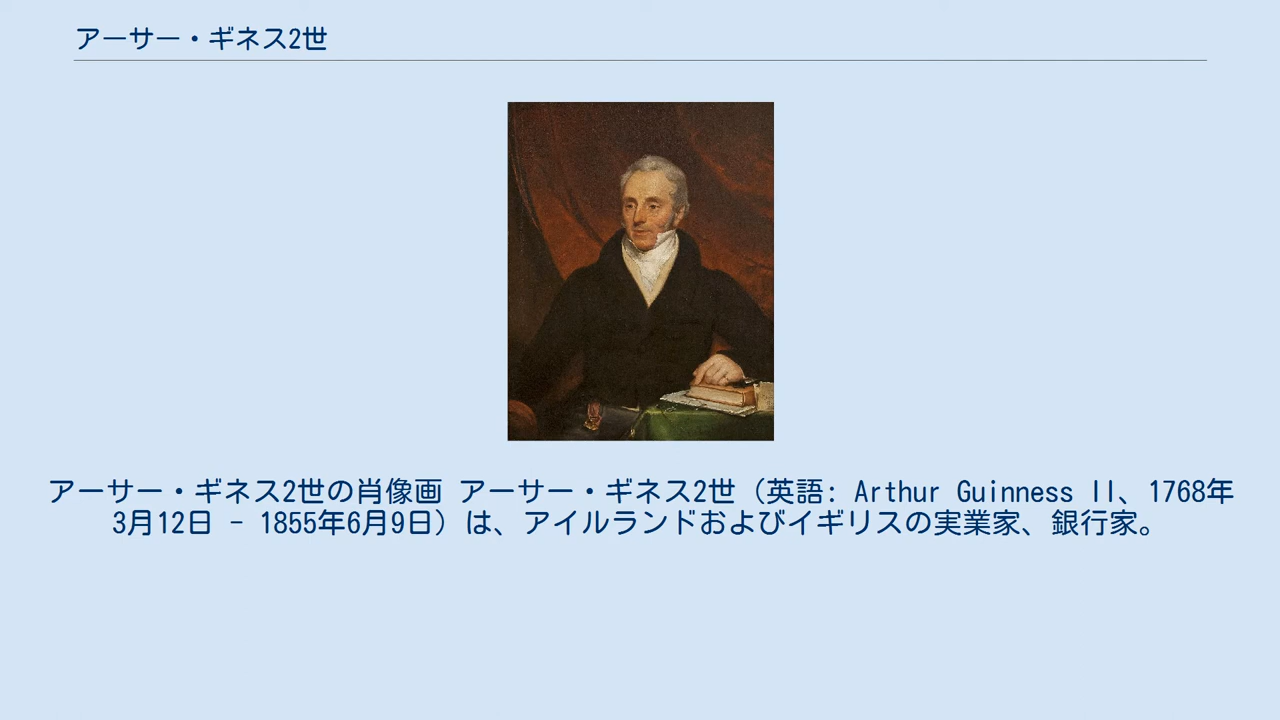 アーサー・ギネス2世
アーサー・ギネス2世の肖像画 アーサー・ギネス2世（英語: Arthur Guinness II、1768年
3月12日 - 1855年6月9日）は、アイルランドおよびイギリスの実業家、銀行家。